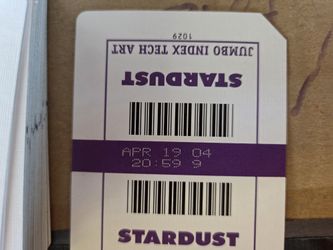 1029
JUMBO INDEX TECH ART
STARDUST
APR 19 04
20:59 9
STARDUST